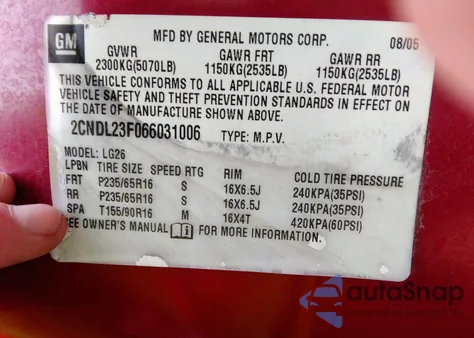 GM
MFD BY GENERAL MOTORS CORP. 08/05
GVWR GAWR FRT GAWR RR
2300KG(5070LB) 1150KG(2535LB) 1150KG(2535LB)
THIS VEHICLE CONFORMS TO ALL APPLICABLE U.S. FEDERAL MOTOR
VEHICLE SAFETY AND THEFT PREVENTION STANDARDS IN EFFECT ON
THE DATE OF MANUFACTURE SHOWN ABOVE.
2CNDL23F066031006 TYPE: M.P.V.
MODEL: LG26
LPBN TIRE SIZE SPEED RTG RIM COLD TIRE PRESSURE
FRT P235/65R16 S 16X6.5J 240KPA(35PSI)
RR P235/65R16 S 16X6.5J 240KPA(35PSI)
SPA T155/90R16 M 16X4T 420KPA(60PSI)
SEE OWNER'S MANUAL FOR MORE INFORMATION.
autoSnap